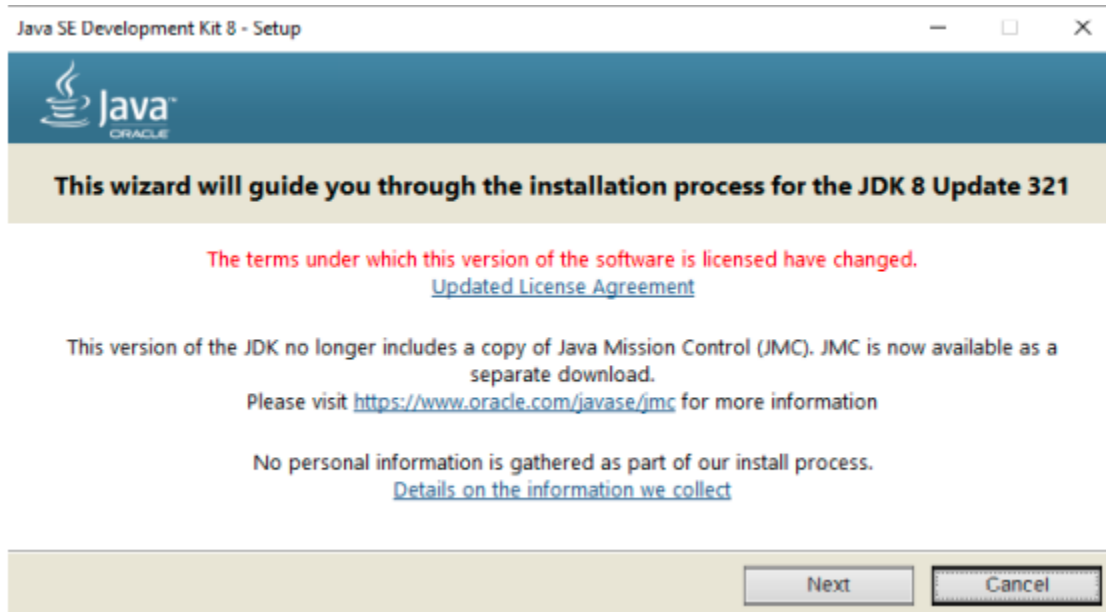 Java SE Development Kit 8 - Setup
Java™
ORACLE
This wizard will guide you through the installation process for the JDK 8 Update 321
The terms under which this version of the software is licensed have changed.
Updated License Agreement
This version of the JDK no longer includes a copy of Java Mission Control (JMC). JMC is now available as a
separate download.
Please visit https://www.oracle.com/javase/jmc for more information
No personal information is gathered as part of our install process.
Details on the information we collect
Next
Cancel